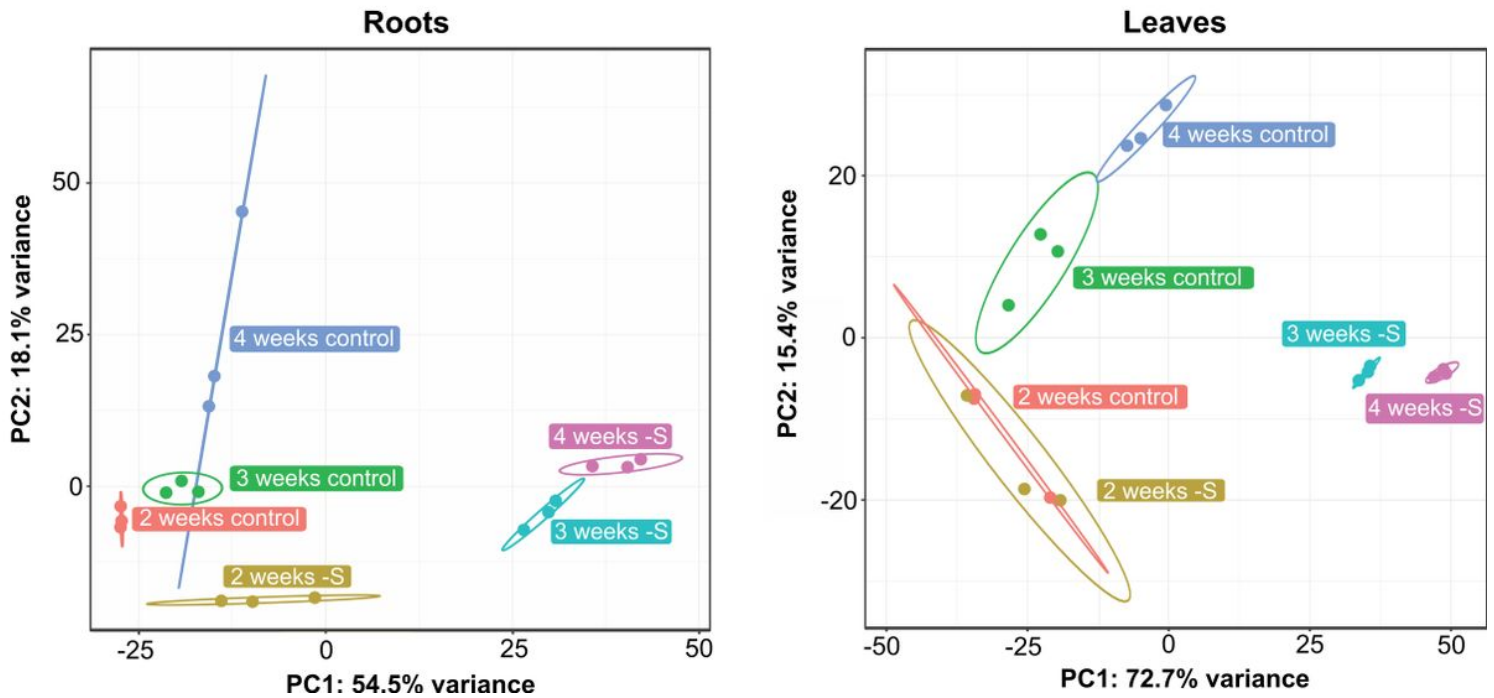 Roots
PC2: 18.1% variance
50
25
0
4 weeks control
4 weeks -S
3 weeks control
2 weeks control
3 weeks -S
2 weeks -S
-25
0
25
50
PC1: 54.5% variance
Leaves
PC2: 15.4% variance
20
0
-20
4 weeks control
3 weeks control
3 weeks -S
2 weeks control
4 weeks -S
2 weeks -S
-50
-25
0
25
50
PC1: 72.7% variance